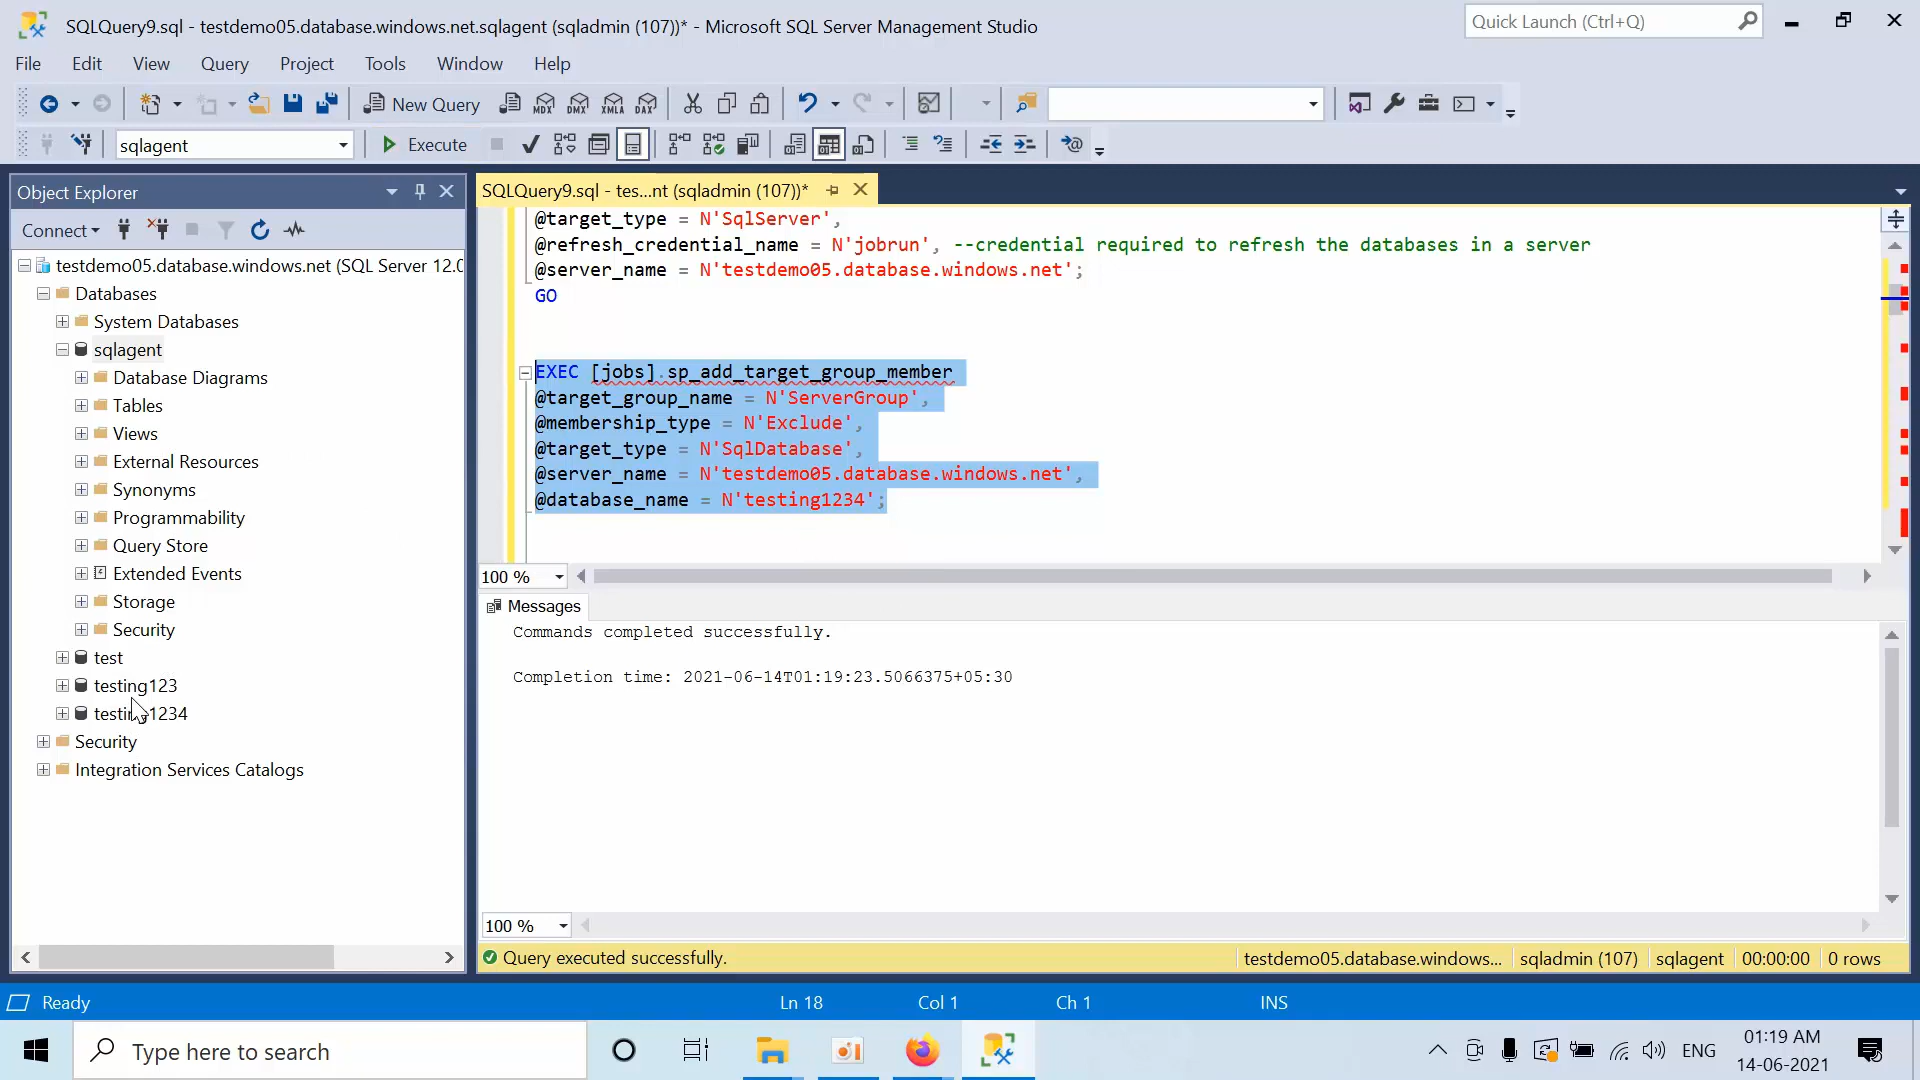 SQLQuery9.sql - testdemo05.database.windows.net.sqlagent (sqladmin (107))* - Microsoft SQL Server Management Studio
Quick Launch (Ctrl+Q)
File Edit View Query Project Tools Window Help
New Query
MDX DMX XMLA DAX
sqlagent
Execute
Object Explorer
SQLQuery9.sql - tes...nt (sqladmin (107))*
Connect
testdemo05.database.windows.net (SQL Server 12.0
Databases
System Databases
sqlagent
Database Diagrams
Tables
Views
External Resources
Synonyms
Programmability
Query Store
Extended Events
Storage
Security
test
testing123
testing1234
Security
Integration Services Catalogs
@target_type = N'SqlServer',
@refresh_credential_name = N'jobrun', --credential required to refresh the databases in a server
@server_name = N'testdemo05.database.windows.net';
GO
EXEC [jobs].sp_add_target_group_member
@target_group_name = N'ServerGroup',
@membership_type = N'Exclude',
@target_type = N'SqlDatabase',
@server_name = N'testdemo05.database.windows.net',
@database_name = N'testing1234';
100 %
Messages
Commands completed successfully.
Completion time: 2021-06-14T01:19:23.5066375+05:30
100 %
Query executed successfully.
testdemo05.database.windows... sqladmin (107) sqlagent 00:00:00 0 rows
Ready
Ln 18 Col 1 Ch 1 INS
Type here to search
ENG
01:19 AM
14-06-2021